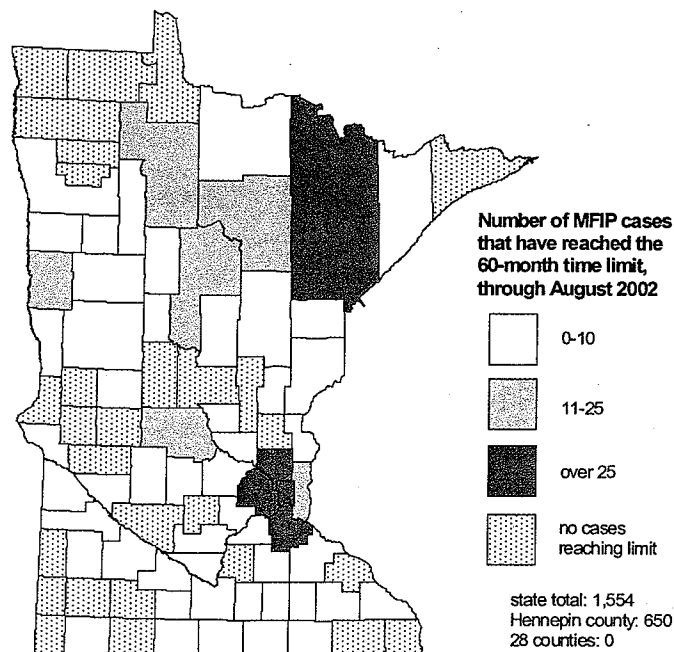 Number of MFIP cases
that have reached the
60-month time limit,
through August 2002
0-10
11-25
over 25
no cases
reaching limit
state total: 1,554
Hennepin county: 650
28 counties: 0